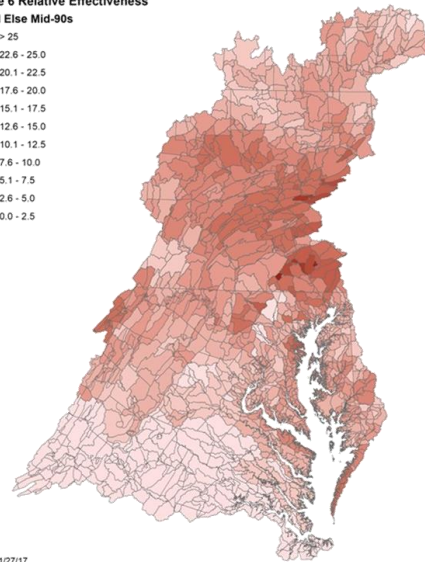 e 6 Relative Effectiveness
l Else Mid-90s
> 25
22.6 - 25.0
20.1 - 22.5
17.6 - 20.0
15.1 - 17.5
12.6 - 15.0
10.1 - 12.5
7.6 - 10.0
5.1 - 7.5
2.6 - 5.0
0.0 - 2.5
1/27/17